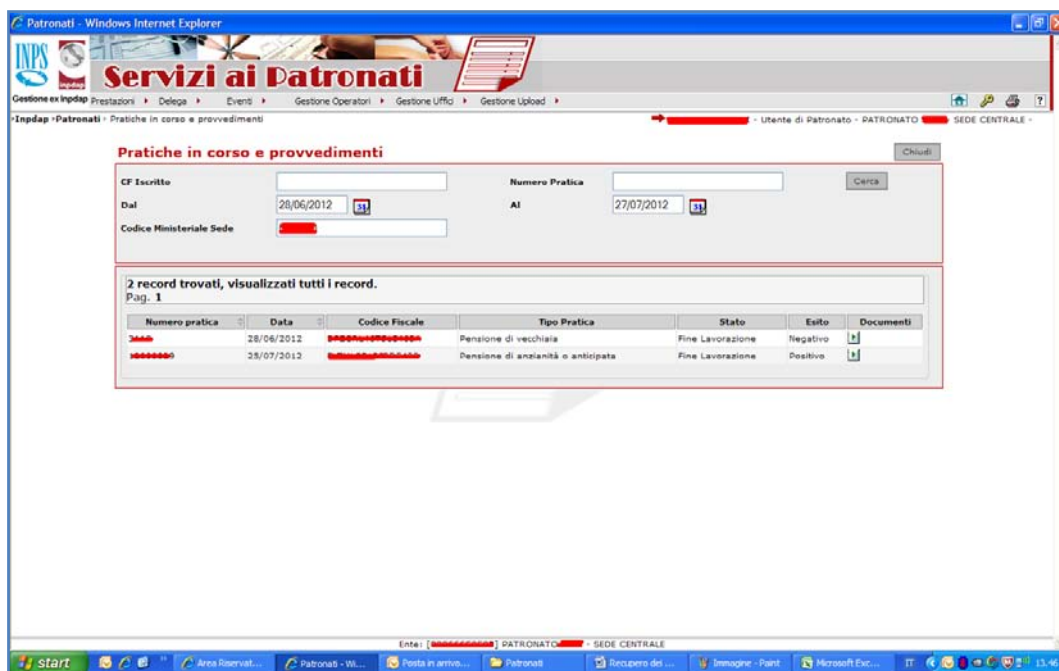 Patronati - Windows Internet Explorer
INPS
inpdap
Servizi ai Patronati
Gestione ex Inpdap Prestazioni Delega Eventi Gestione Operatori Gestione Uffici Gestione Upload
Inpdap Patronati Pratiche in corso e provvedimenti - Utente di Patronato - PATRONATO SEDE CENTRALE -
Pratiche in corso e provvedimenti Chiudi
CF Iscritto Numero Pratica Cerca
Dal 28/06/2012 31 Al 27/07/2012 31
Codice Ministeriale Sede
2 record trovati, visualizzati tutti i record.
Pag. 1
Numero pratica Data Codice Fiscale Tipo Pratica Stato Esito Documenti
28/06/2012 Pensione di vecchiaia Fine Lavorazione Negativo
25/07/2012 Pensione di anzianità o anticipata Fine Lavorazione Positivo
Ente: [ ] PATRONATO - SEDE CENTRALE
start Area Riservat... Patronati - Wi... Posta in arrivo... Patronati Recupero dei ... Immagine - Paint Microsoft Exc... IT